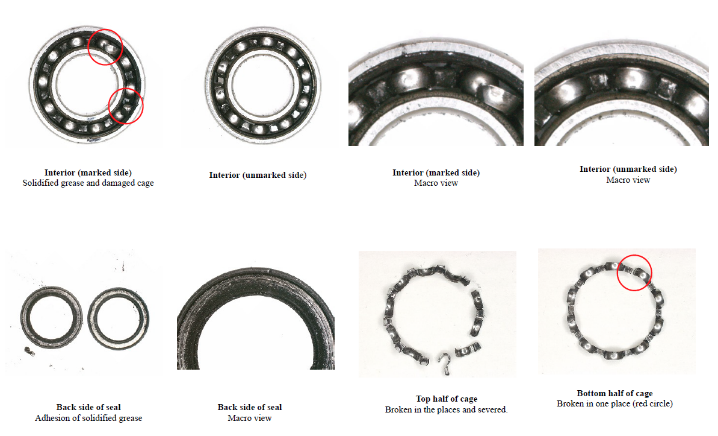 Interior (marked side)
Solidified grease and damaged cage
Interior (unmarked side)
Interior (marked side)
Macro view
Interior (unmarked side)
Macro view
Back side of seal
Adhesion of solidified grease
Back side of seal
Macro view
Top half of cage
Broken in the places and severed.
Bottom half of cage
Broken in one place (red circle)